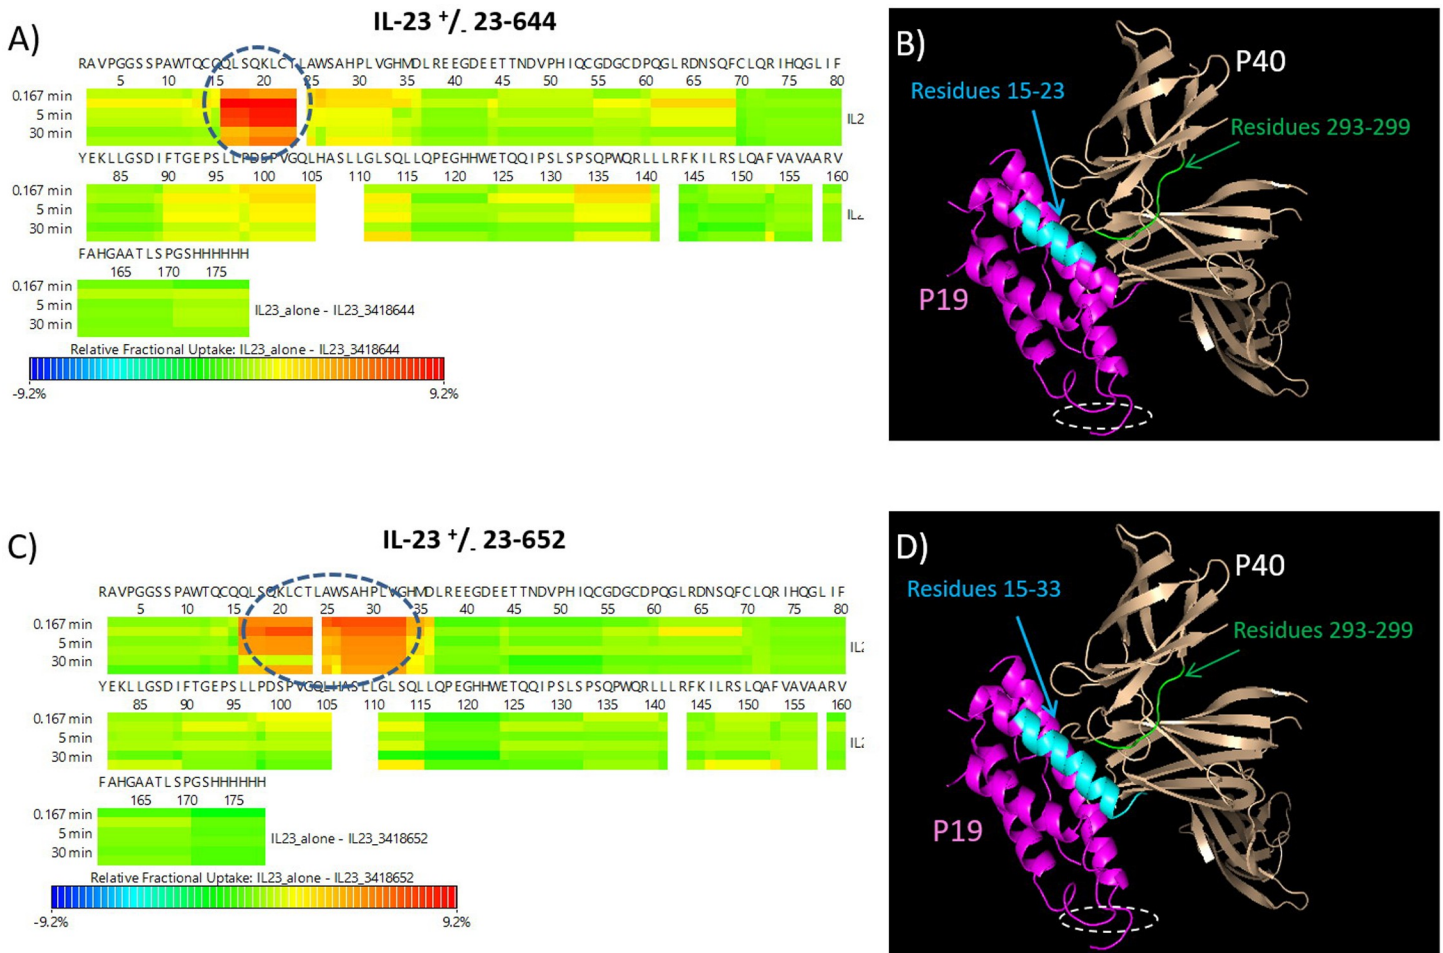 A)
IL-23 +/- 23-644
RAVPGGSSPAWTQCQQLSQKLCTLAWSAHPLVGHMDLREEGDEETTNDVPHIQCGDGCDPQGLRDNSQFCLQRIHQGLIF
5 10 15 20 25 30 35 40 45 50 55 60 65 70 75 80
0.167 min
5 min
30 min
YEKLLGSDIFTGEPSLLPDSPVGQLHASLLGLSQLLQPEGHHWETQQIPSLSPSQPWQRLLLRFKILRSLQAFVAVAARV
85 90 95 100 105 110 115 120 125 130 135 140 145 150 155 160
0.167 min
5 min
30 min
FAHGAATLSPGSHHHHHH
165 170 175
0.167 min
5 min
30 min
IL23_alone - IL23_3418644
Relative Fractional Uptake: IL23_alone - IL23_3418644
-9.2% 9.2%
B)
P40
Residues 15-23
Residues 293-299
P19
C)
IL-23 +/- 23-652
RAVPGGSSPAWTQCQQLSQKLCTLAWSAHPLVGHMDLREEGDEETTNDVPHIQCGDGCDPQGLRDNSQFCLQRIHQGLIF
5 10 15 20 25 30 35 40 45 50 55 60 65 70 75 80
0.167 min
5 min
30 min
YEKLLGSDIFTGEPSLLPDSPVGQLHASLLGLSQLLQPEGHHWETQQIPSLSPSQPWQRLLLRFKILRSLQAFVAVAARV
85 90 95 100 105 110 115 120 125 130 135 140 145 150 155 160
0.167 min
5 min
30 min
FAHGAATLSPGSHHHHHH
165 170 175
0.167 min
5 min
30 min
IL23_alone - IL23_3418652
Relative Fractional Uptake: IL23_alone - IL23_3418652
-9.2% 9.2%
D)
P40
Residues 15-33
Residues 293-299
P19